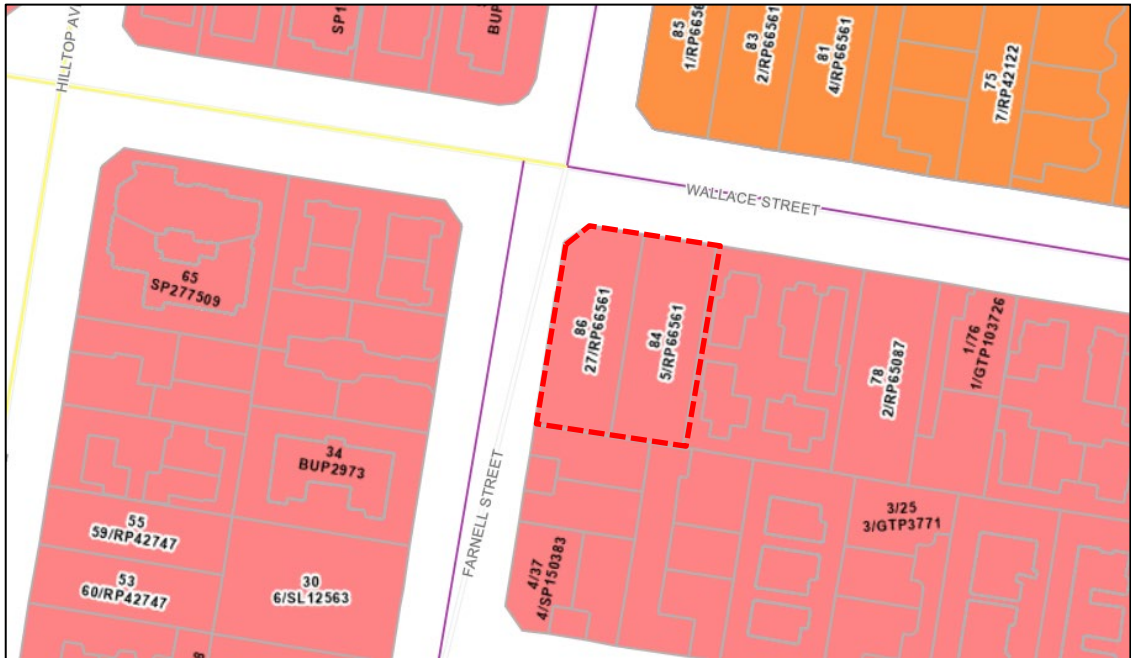 HILLTOP AV
SP1
BUP
85
1/RP6656
83
2/RP66561
81
4/RP66561
75
7/RP42122
WALLACE STREET
65
SP277509
86
27/RP66561
84
5/RP66561
78
2/RP65087
1/76
1/GTP103726
34
BUP2973
FARNELL STREET
3/25
3/GTP3771
55
59/RP42747
53
60/RP42747
30
6/SL12563
4/37
4/SP150383